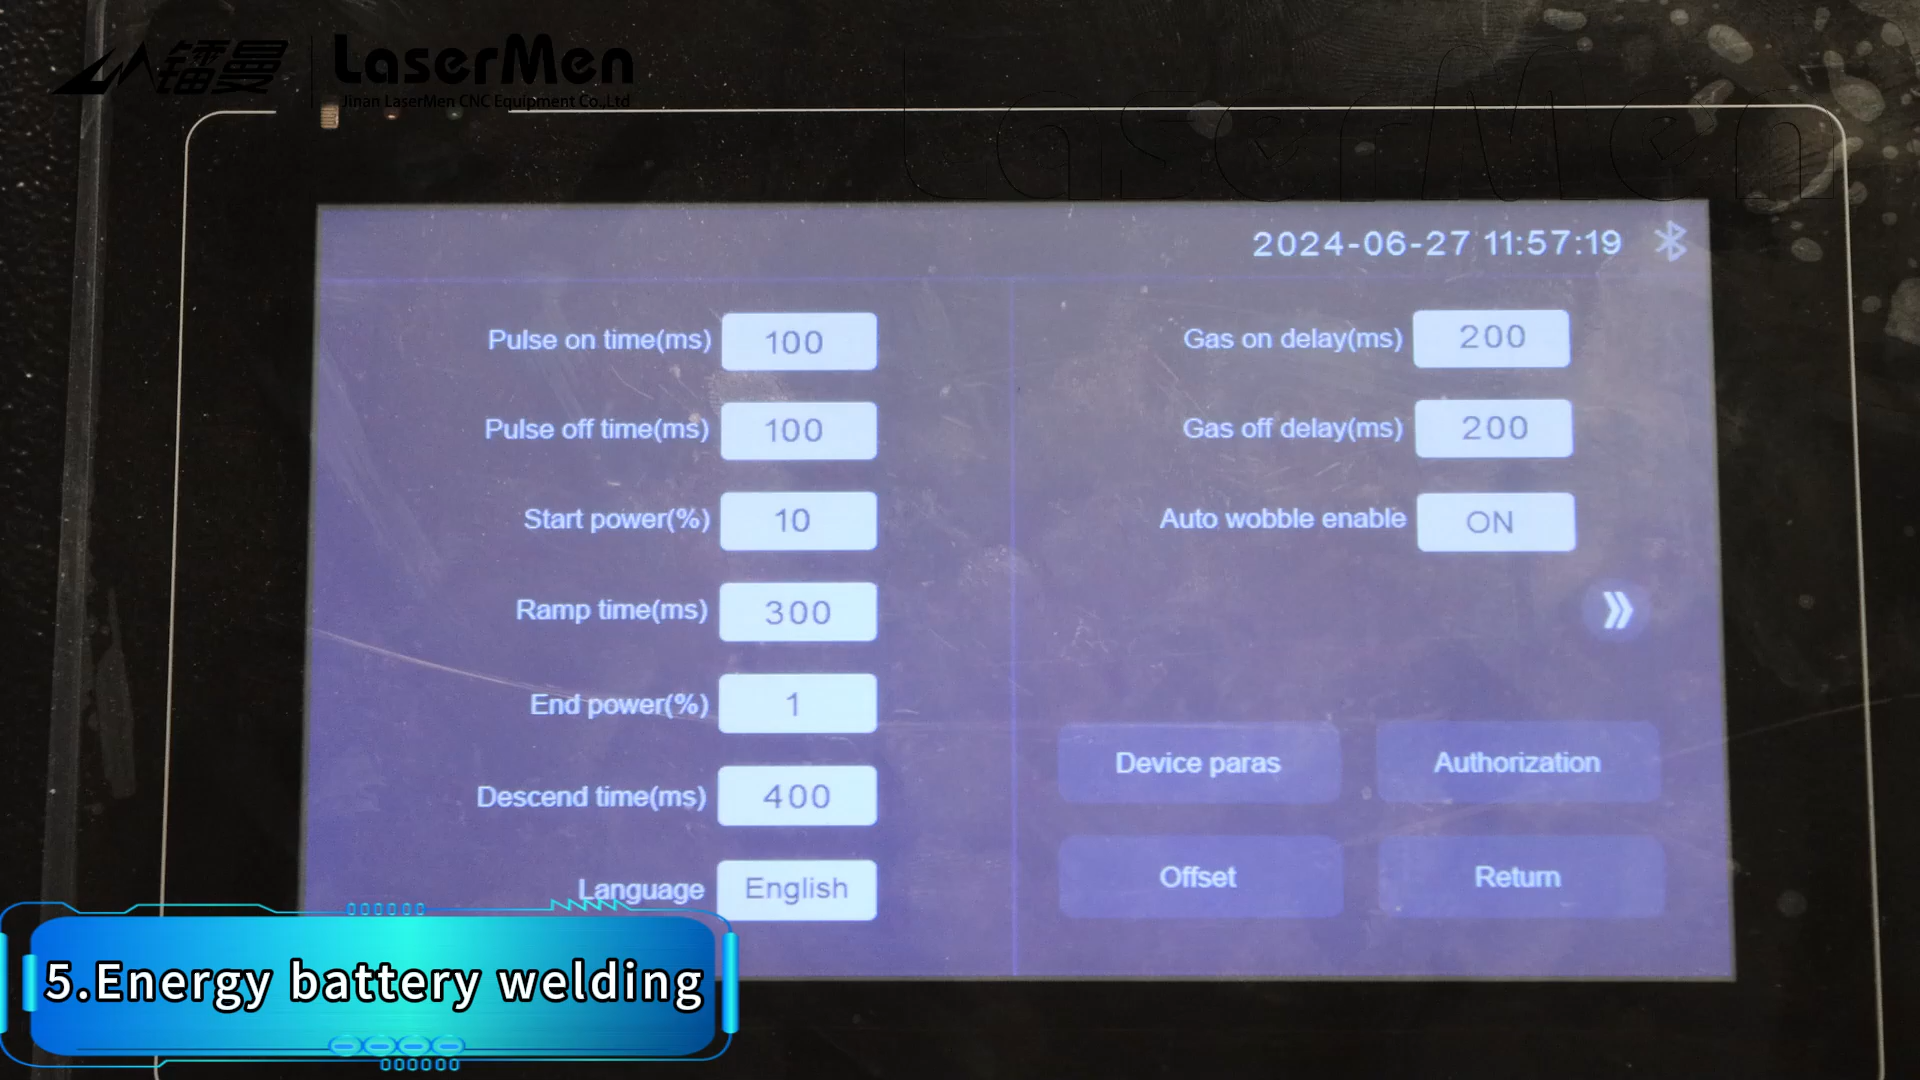 镭曼 LaserMen
Jinan LaserMen CNC Equipment Co.,Ltd
LaserMen
2024-06-27 11:57:19
Pulse on time(ms) 100
Pulse off time(ms) 100
Start power(%) 10
Ramp time(ms) 300
End power(%) 1
Descend time(ms) 400
Language English
Gas on delay(ms) 200
Gas off delay(ms) 200
Auto wobble enable ON
Device paras
Authorization
Offset
Return
5.Energy battery welding